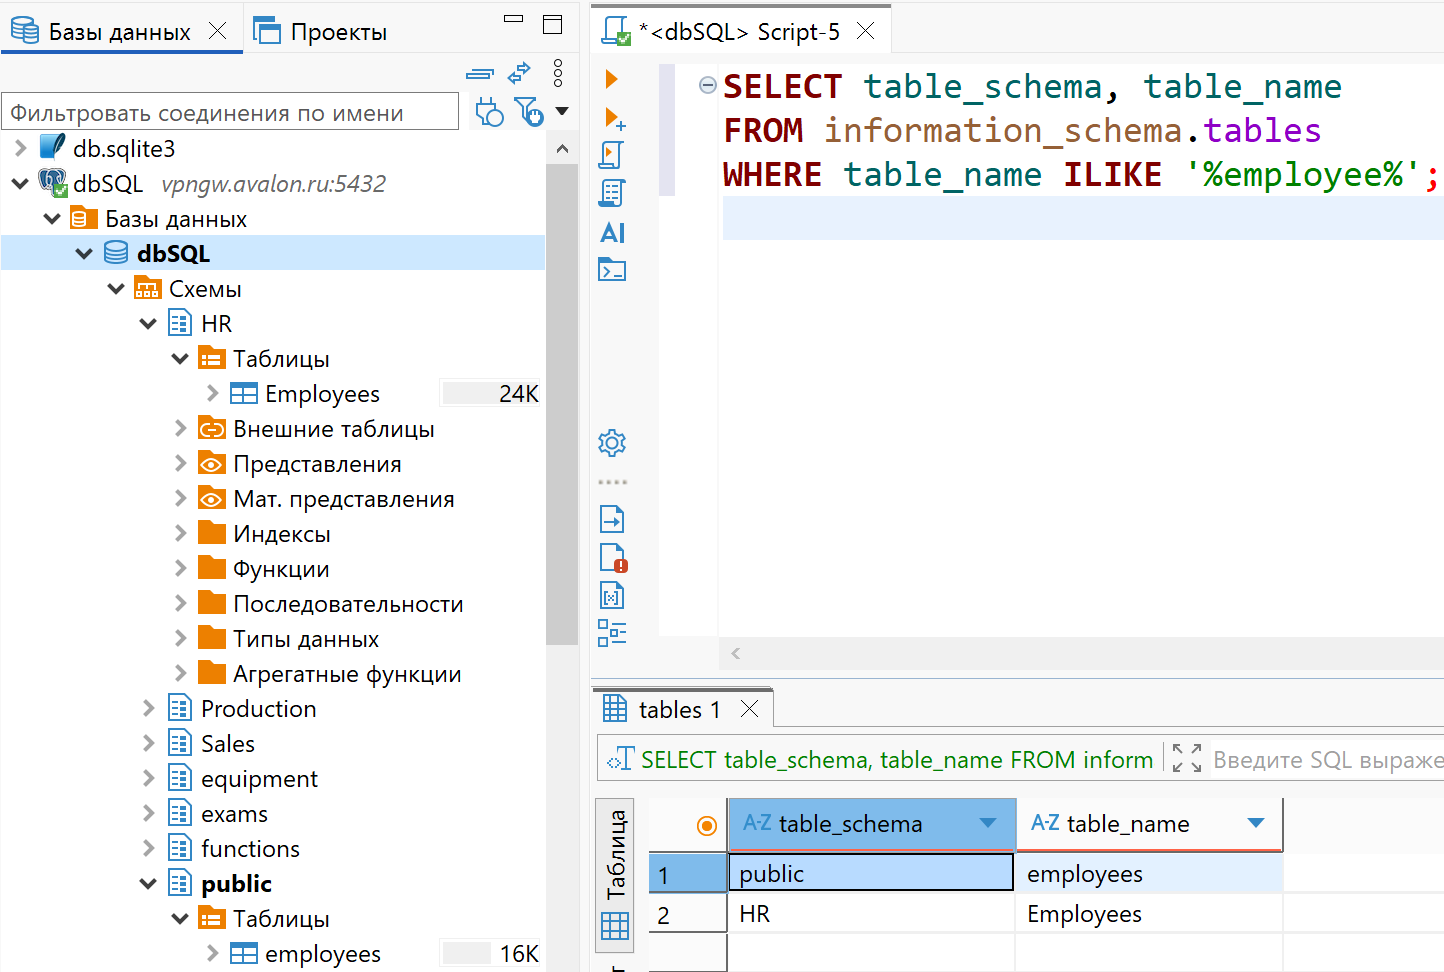 Базы данных
Проекты
Фильтровать соединения по имени
db.sqlite3
dbSQL vpngw.avalon.ru:5432
Базы данных
dbSQL
Схемы
HR
Таблицы
Employees 24K
Внешние таблицы
Представления
Мат. представления
Индексы
Функции
Последовательности
Типы данных
Агрегатные функции
Production
Sales
equipment
exams
functions
public
Таблицы
employees 16K
*<dbSQL> Script-5
SELECT table_schema, table_name
FROM information_schema.tables
WHERE table_name ILIKE '%employee%';
AI
tables 1
SELECT table_schema, table_name FROM inform
Введите SQL выраже
Таблица
A-Z table_schema A-Z table_name
1 public employees
2 HR Employees